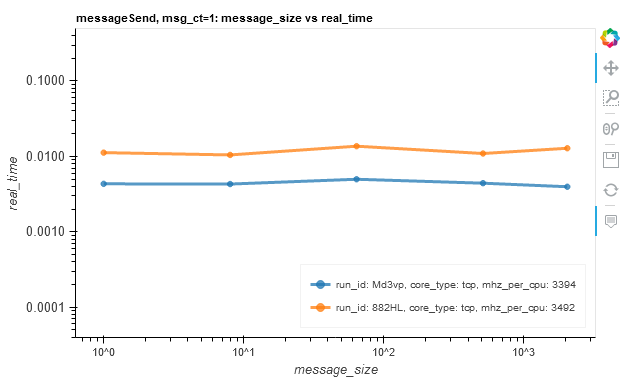 messageSend, msg_ct=1: message_size vs real_time
0.1000
0.0100
0.0010
0.0001
real_time
run_id: Md3vp, core_type: tcp, mhz_per_cpu: 3394
run_id: 882HL, core_type: tcp, mhz_per_cpu: 3492
10^0 10^1 10^2 10^3
message_size